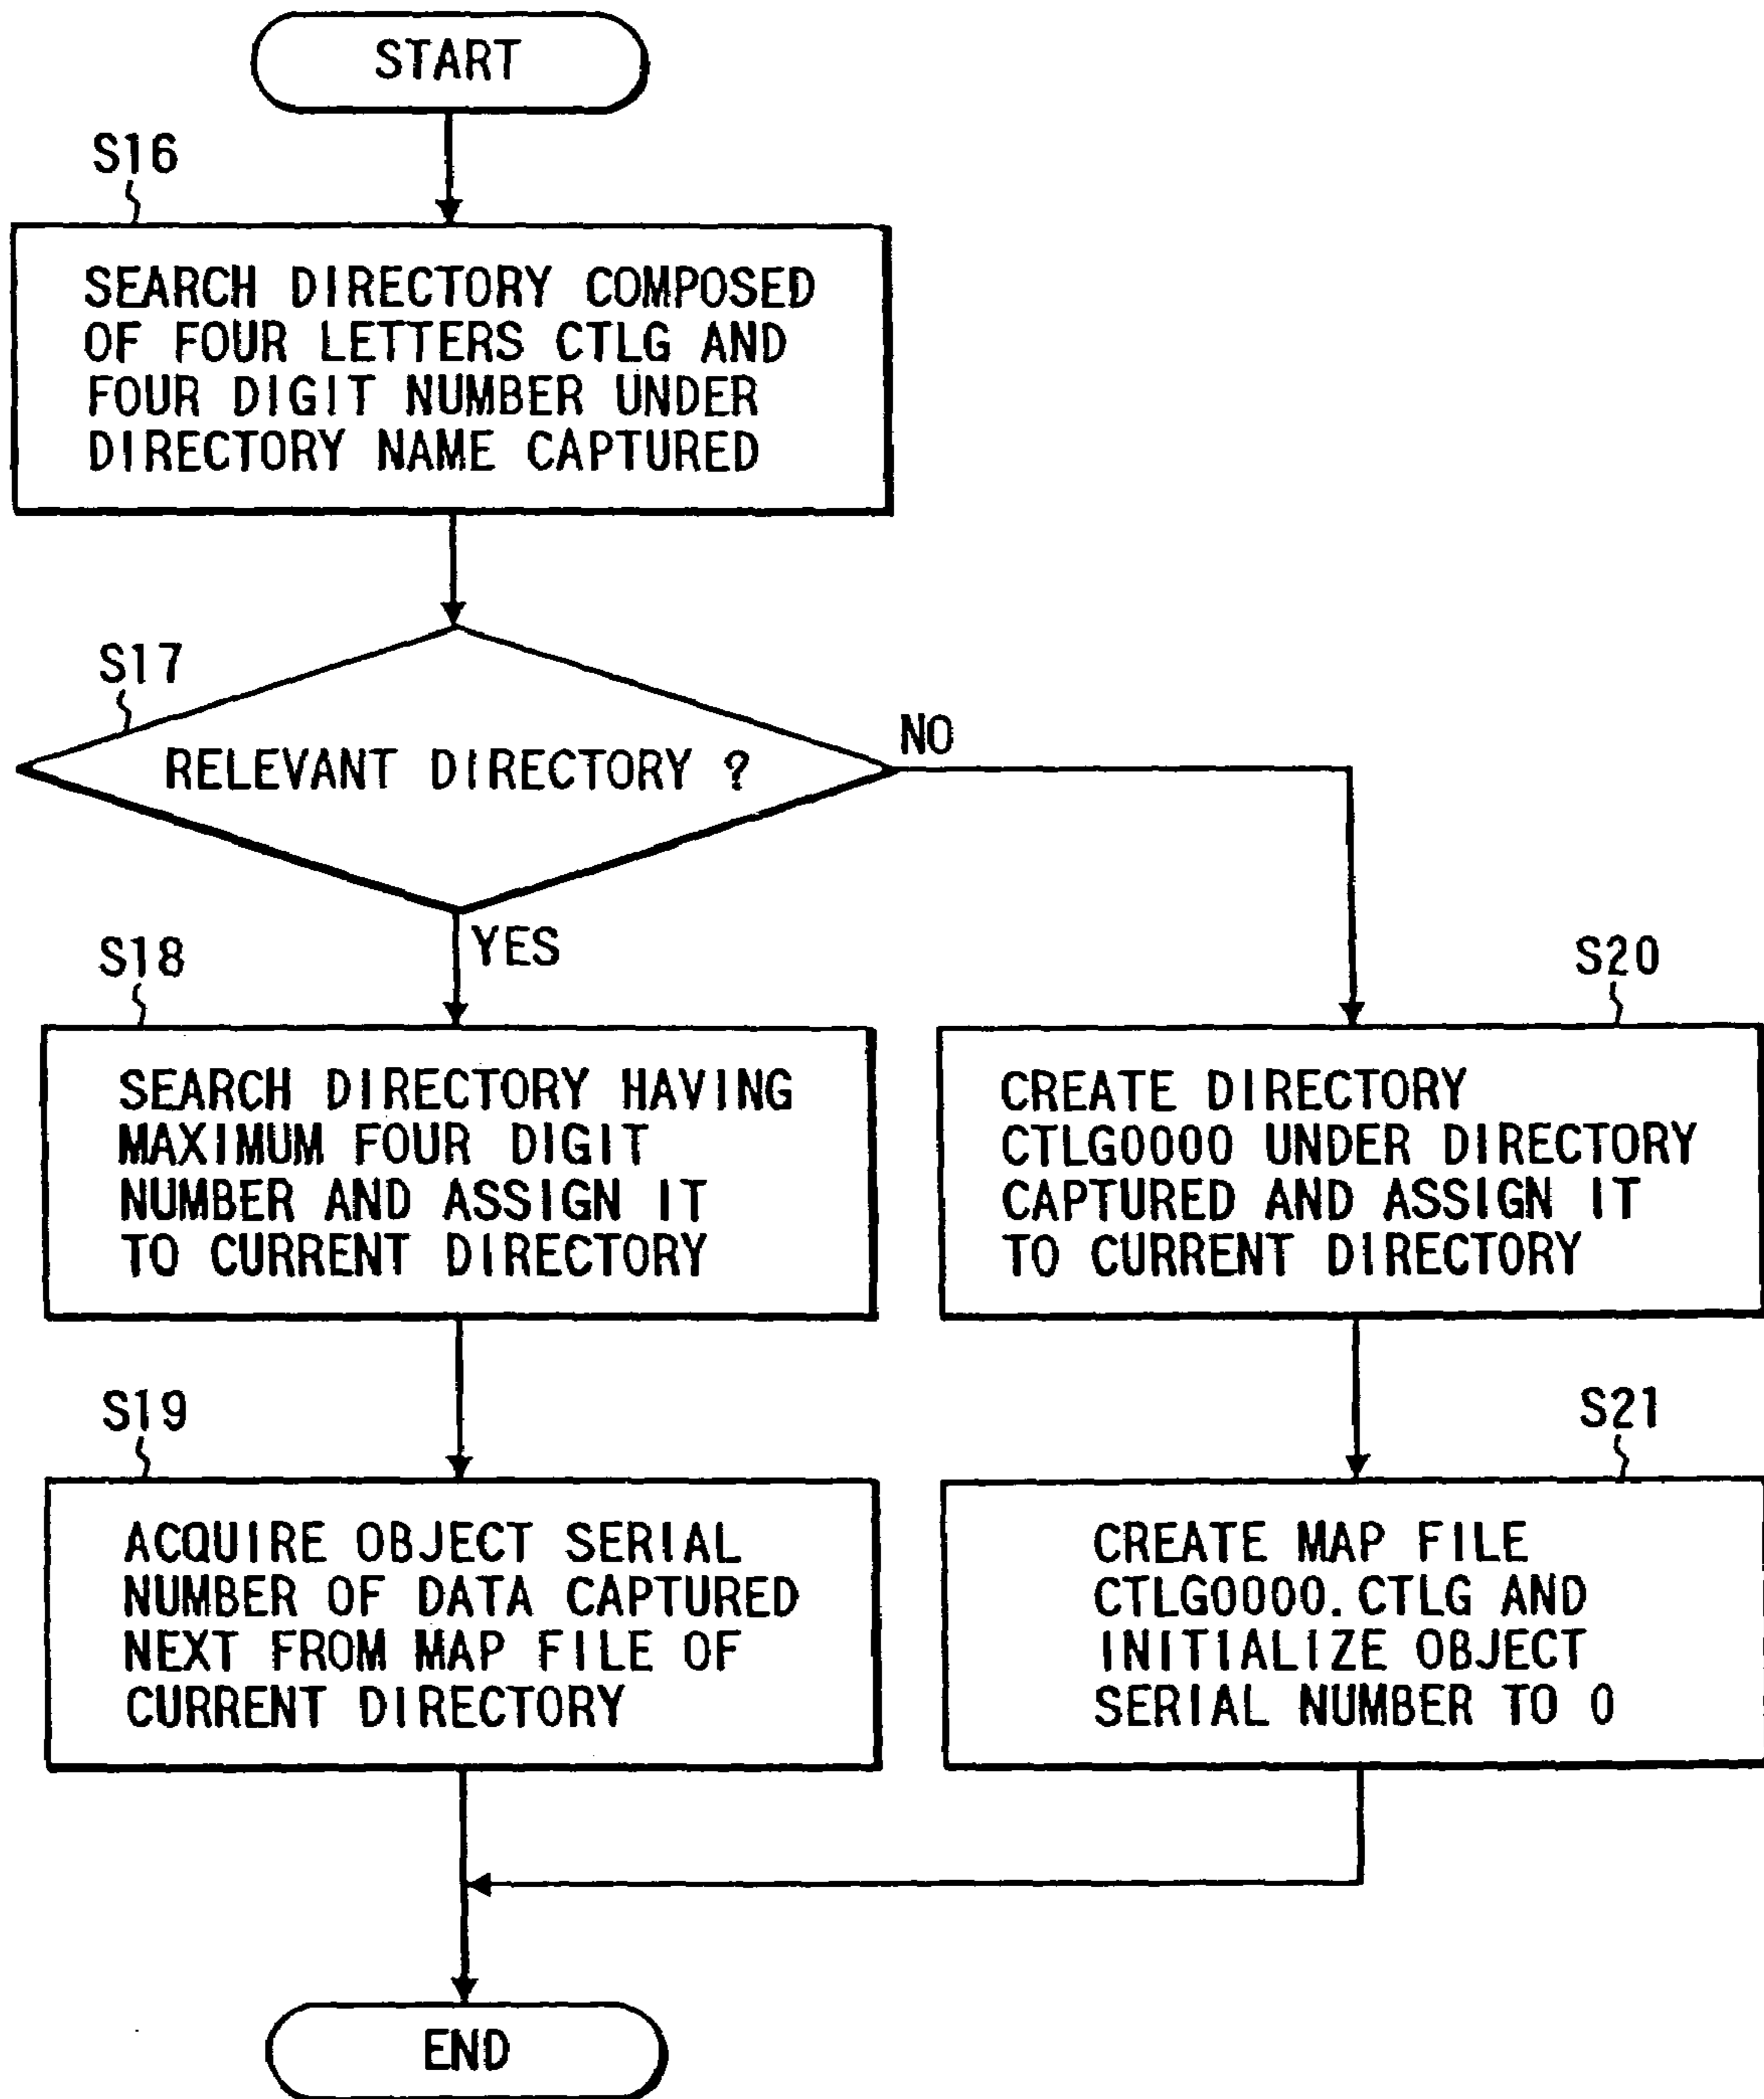 START
S16
SEARCH DIRECTORY COMPOSED
OF FOUR LETTERS CTLG AND
FOUR DIGIT NUMBER UNDER
DIRECTORY NAME CAPTURED
S17
RELEVANT DIRECTORY ?
NO
YES
S18
SEARCH DIRECTORY HAVING
MAXIMUM FOUR DIGIT
NUMBER AND ASSIGN IT
TO CURRENT DIRECTORY
S20
CREATE DIRECTORY
CTLG0000 UNDER DIRECTORY
CAPTURED AND ASSIGN IT
TO CURRENT DIRECTORY
S19
ACQUIRE OBJECT SERIAL
NUMBER OF DATA CAPTURED
NEXT FROM MAP FILE OF
CURRENT DIRECTORY
S21
CREATE MAP FILE
CTLG0000.CTLG AND
INITIALIZE OBJECT
SERIAL NUMBER TO 0
END